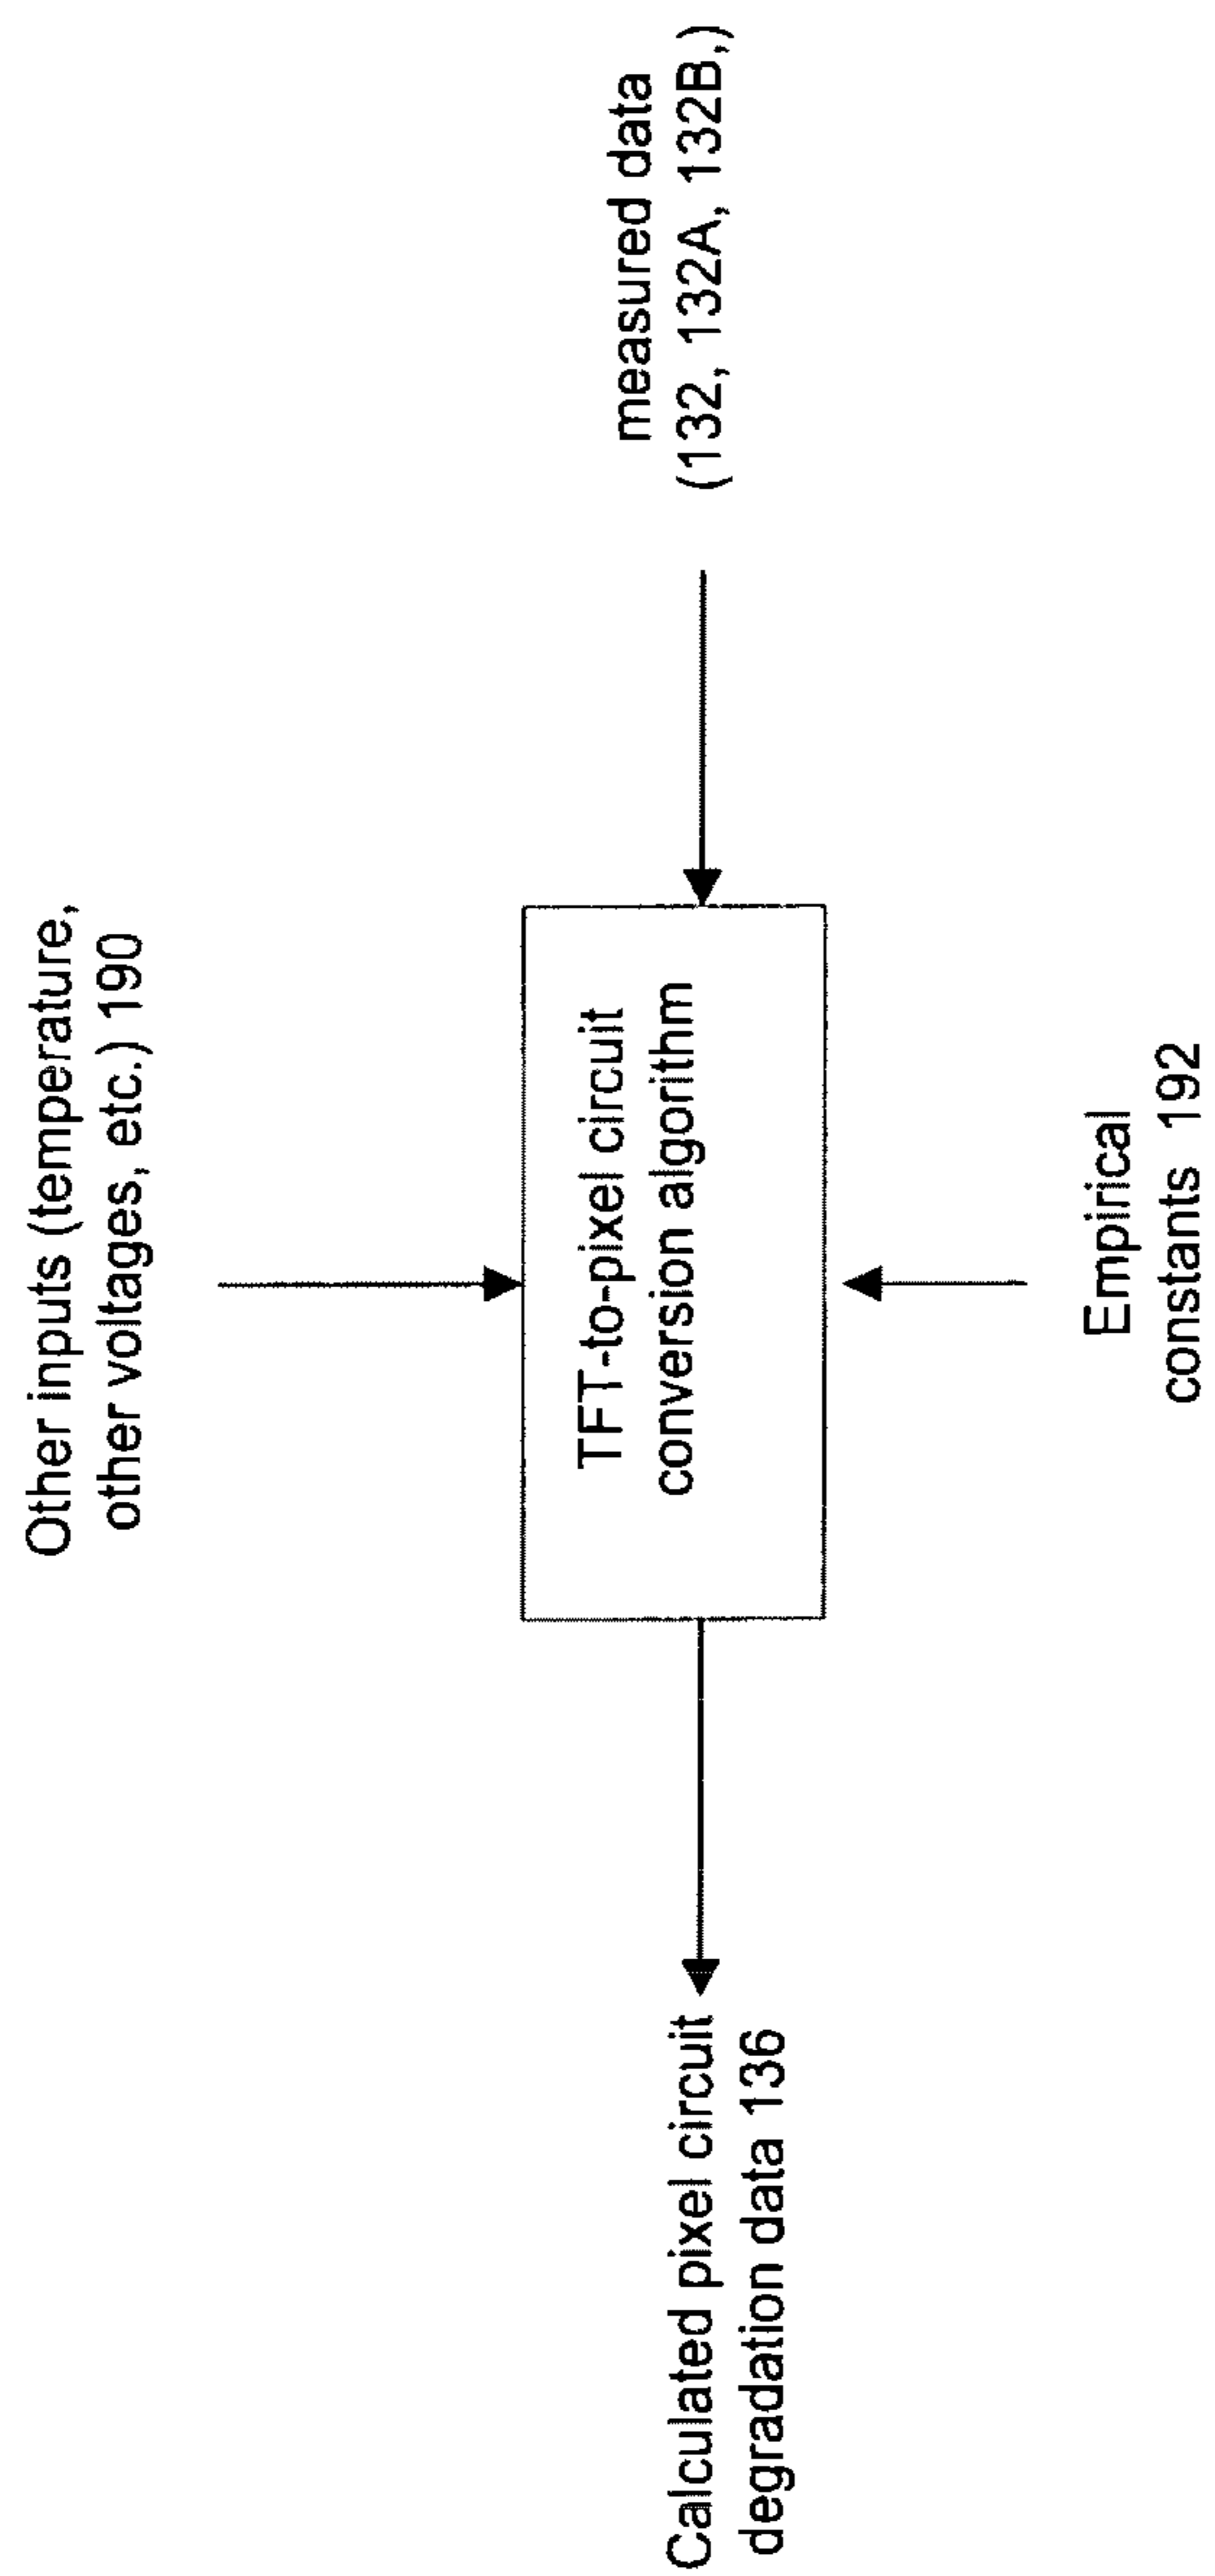 Other inputs (temperature,
other voltages, etc.) 190
measured data
(132, 132A, 132B,)
TFT-to-pixel circuit
conversion algorithm
Empirical
constants 192
Calculated pixel circuit
degradation data 136